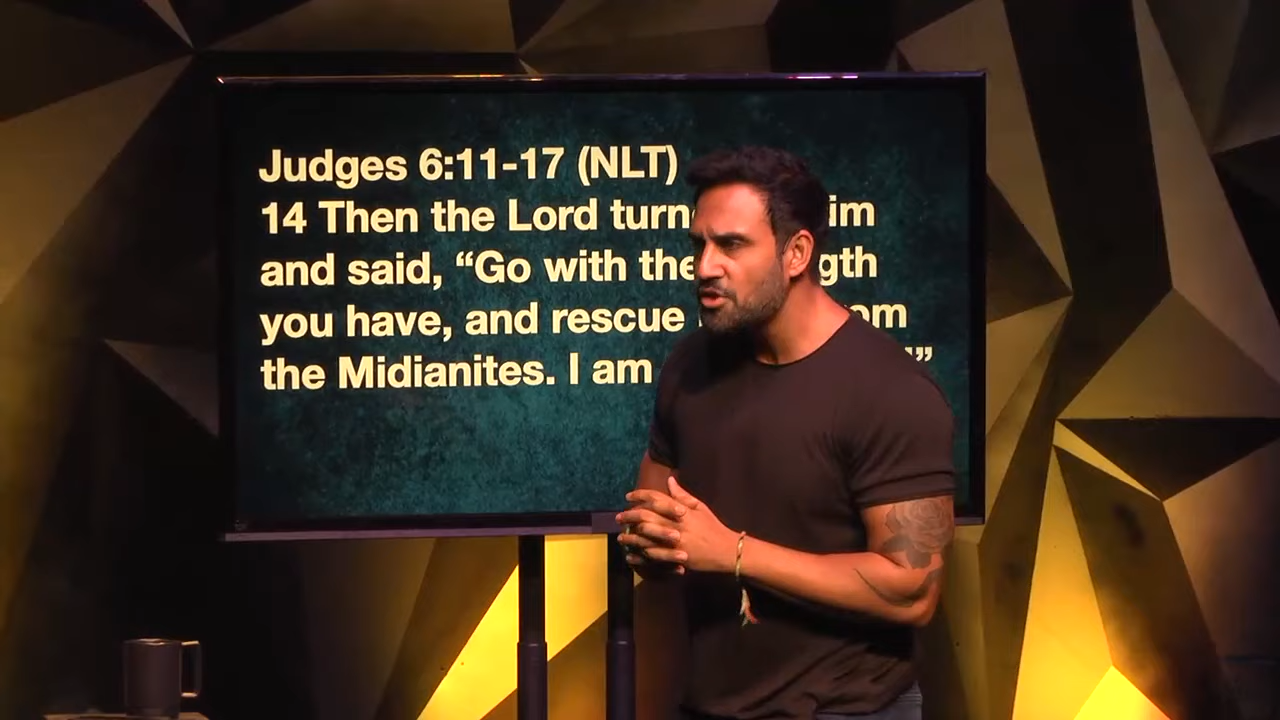 Judges 6:11-17 (NLT)
14 Then the Lord im
and said, “Go with the
you have, and rescue
the Midianites. I am ”